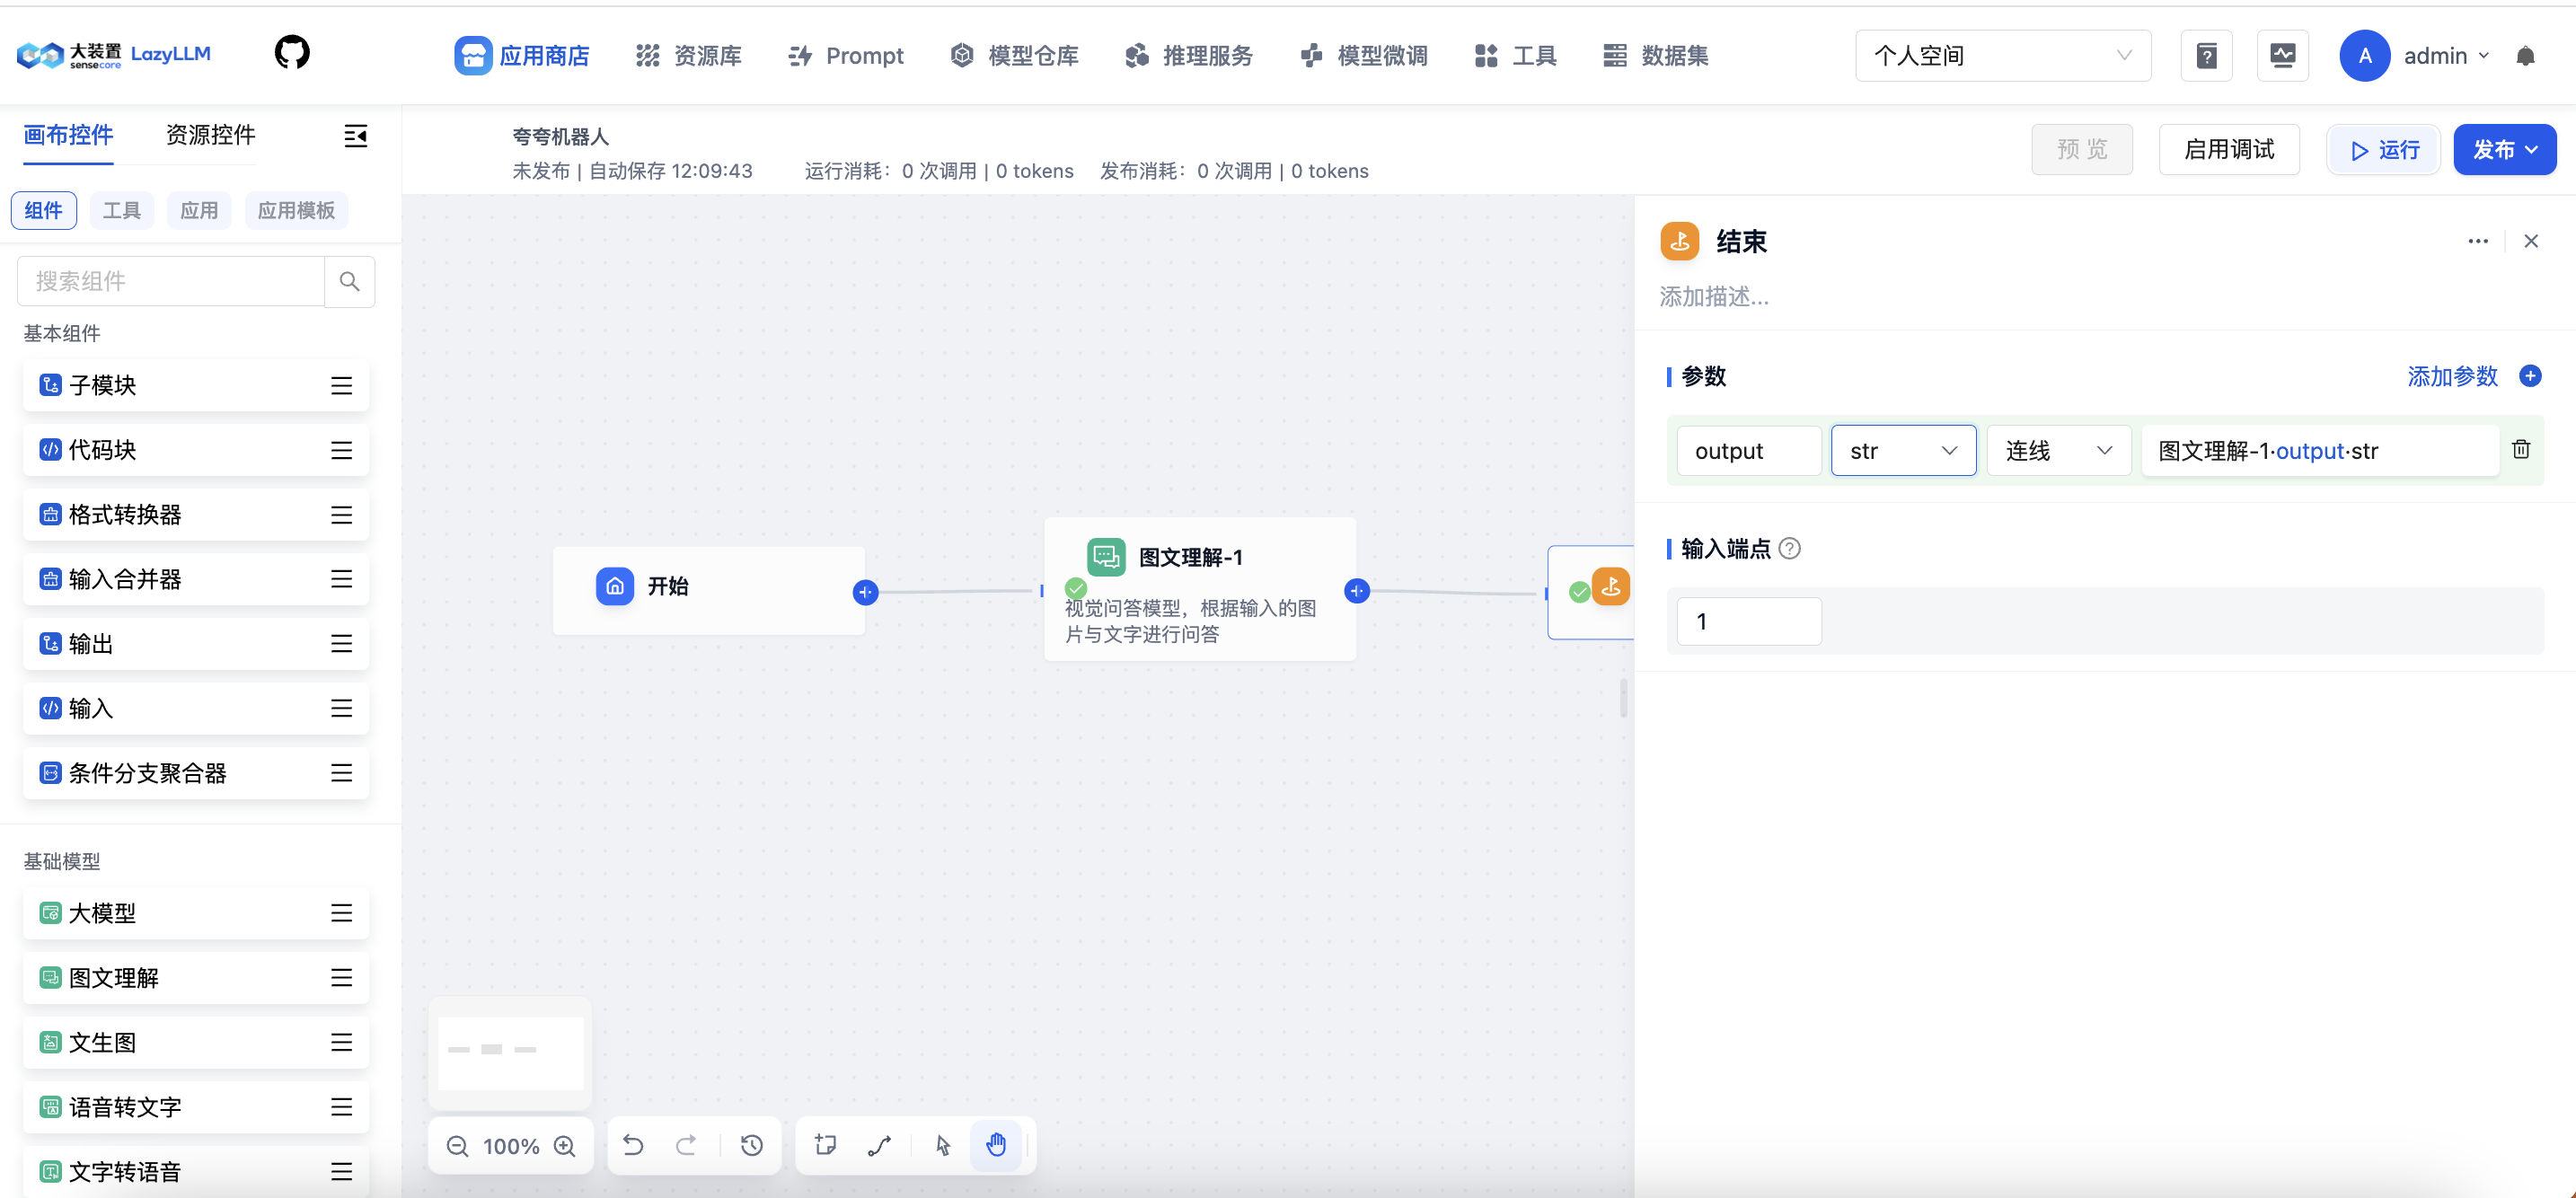 大装置
sensecore
LazyLLM
应用商店
资源库
Prompt
模型仓库
推理服务
模型微调
工具
数据集
个人空间
A
admin
画布控件
资源控件
组件
工具
应用
应用模板
搜索组件
基本组件
子模块
代码块
格式转换器
输入合并器
输出
输入
条件分支聚合器
基础模型
大模型
图文理解
文生图
语音转文字
文字转语音
夸夸机器人
未发布 | 自动保存 12:09:43
运行消耗：0 次调用 | 0 tokens
发布消耗：0 次调用 | 0 tokens
预 览
启用调试
运行
发布
开始
图文理解-1
视觉问答模型，根据输入的图
片与文字进行问答
100%
结束
添加描述...
参数
添加参数
output
str
连线
图文理解-1·output·str
输入端点
1